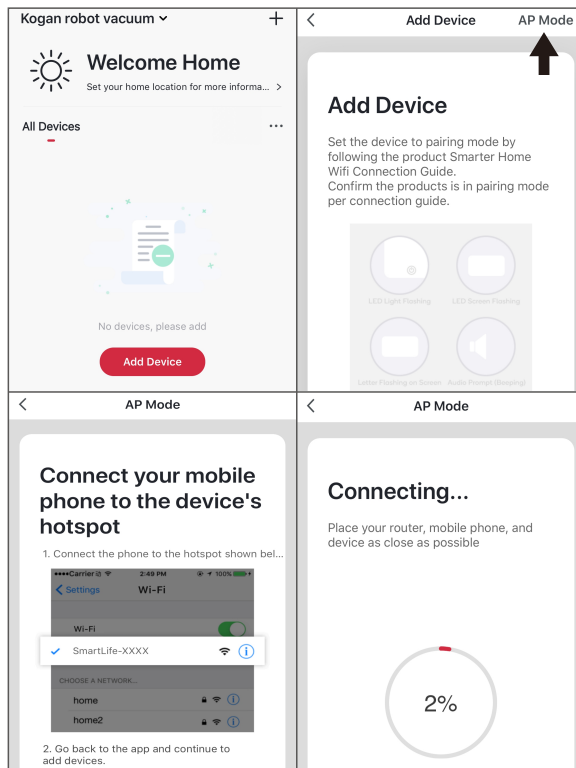 Kogan robot vacuum
Welcome Home
Set your home location for more informa...
All Devices
No devices, please add
Add Device
Add Device
AP Mode
Add Device
Set the device to pairing mode by
following the product Smarter Home
Wifi Connection Guide.
Confirm the products is in pairing mode
per connection guide.
LED Light Flashing
LED Screen Flashing
Letter Flashing on Screen
Audio Prompt (Beeping)
AP Mode
Connect your mobile
phone to the device's
hotspot
1. Connect the phone to the hotspot shown bel...
Carrier 2:49 PM 100%
Settings Wi-Fi
Wi-Fi
SmartLife-XXXX
CHOOSE A NETWORK...
home
home2
2. Go back to the app and continue to
add devices.
AP Mode
Connecting...
Place your router, mobile phone, and
device as close as possible
2%